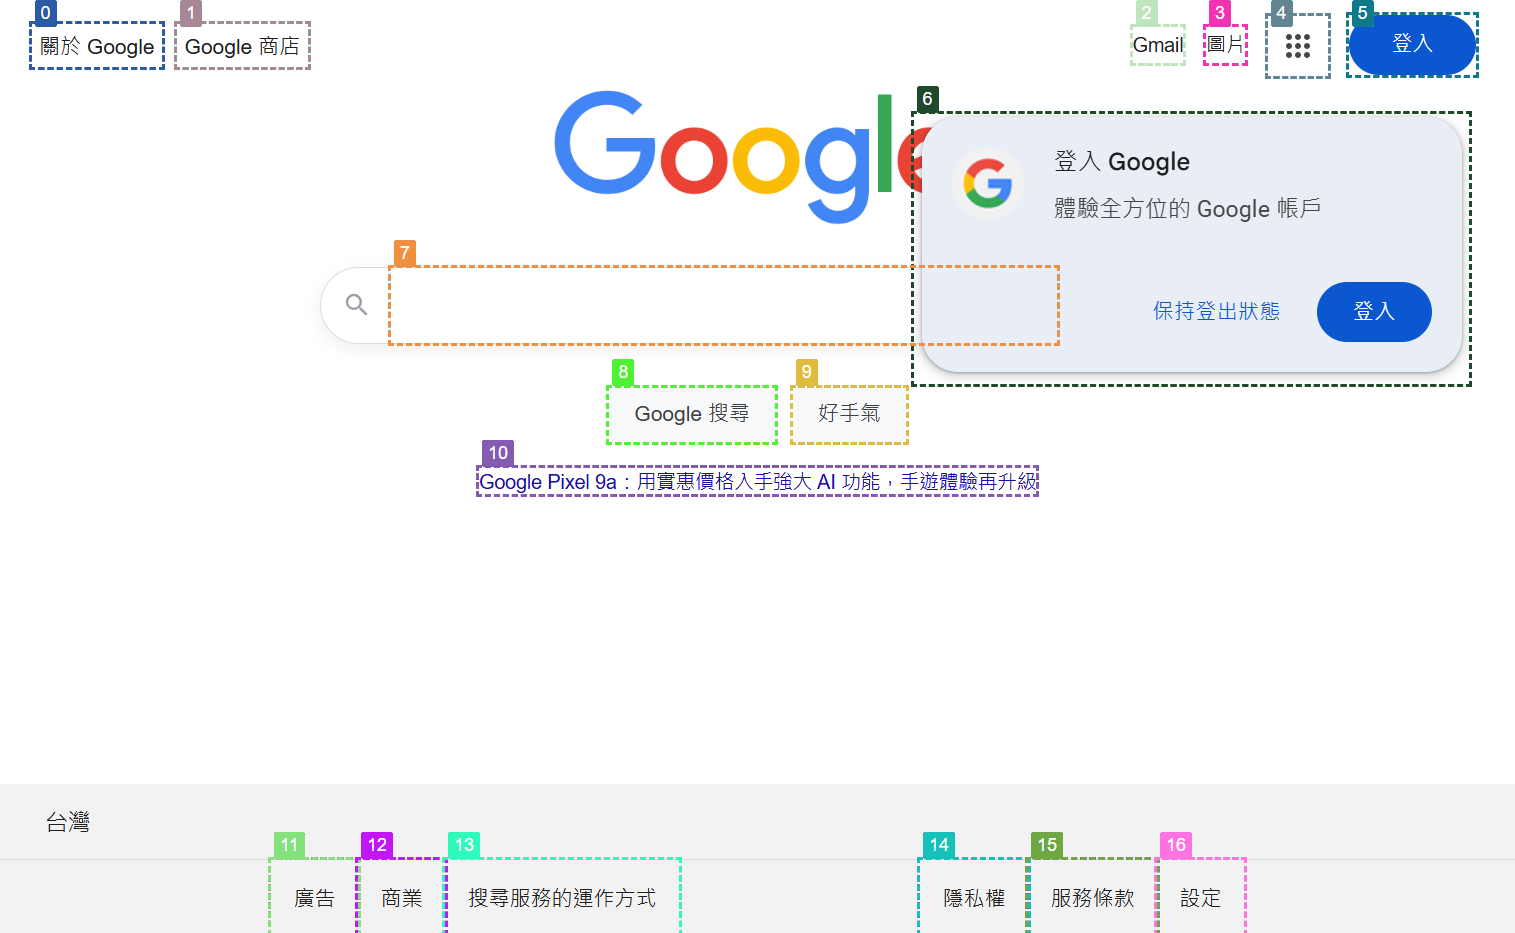 0
1
2
3
4
5
關於 Google
Google 商店
Gmail
圖片
登入
6
Google
登入 Google
體驗全方位的 Google 帳戶
7
保持登出狀態
登入
8
9
Google 搜尋
好手氣
10
Google Pixel 9a：用實惠價格入手強大 AI 功能，手遊體驗再升級
台灣
11
12
13
14
15
16
廣告
商業
搜尋服務的運作方式
隱私權
服務條款
設定